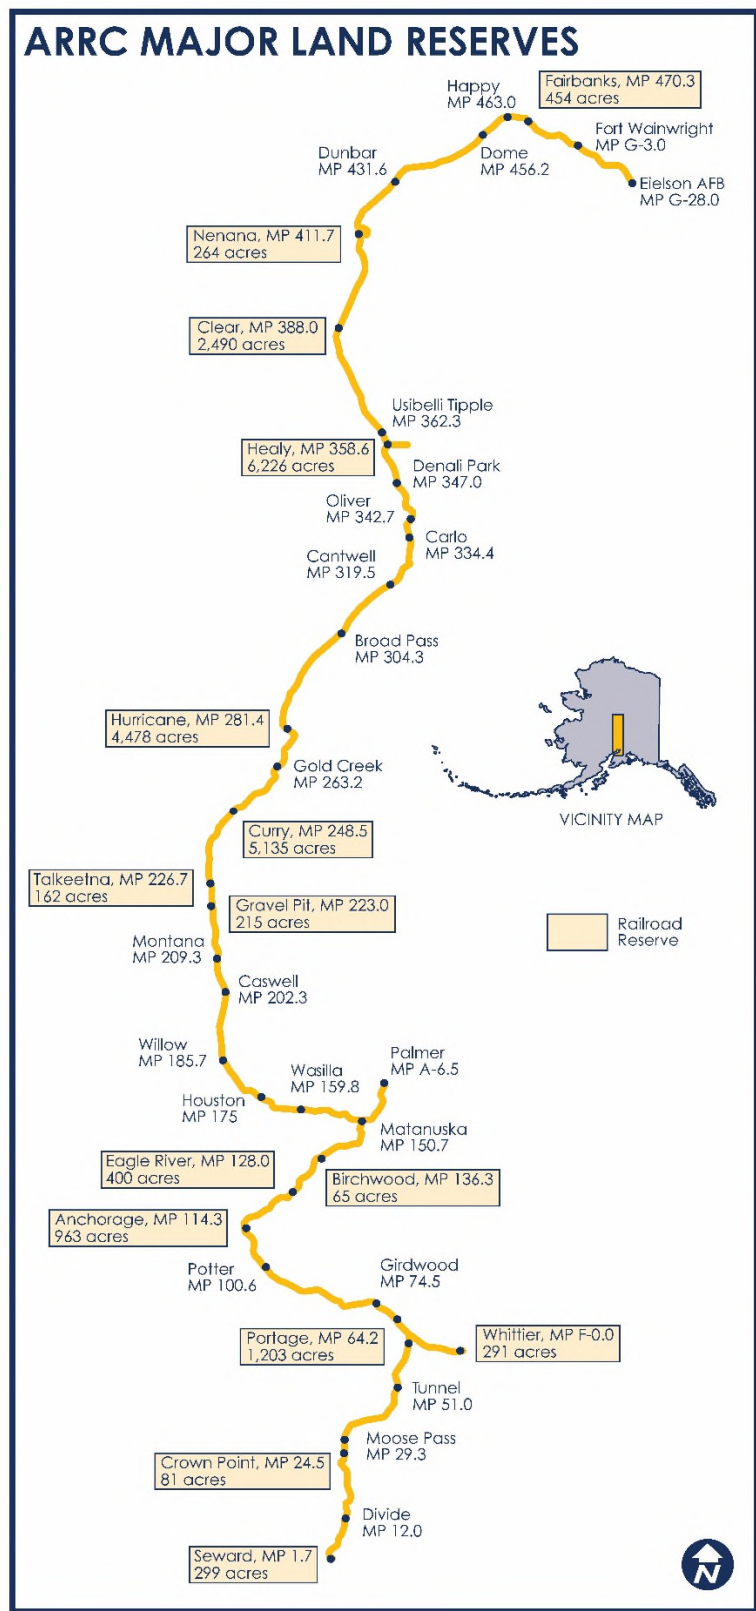 ARRC MAJOR LAND RESERVES
Happy
MP 463.0
Fairbanks, MP 470.3
454 acres
Fort Wainwright
MP G-3.0
Dome
MP 456.2
Dunbar
MP 431.6
Eielson AFB
MP G-28.0
Nenana, MP 411.7
264 acres
Clear, MP 388.0
2,490 acres
Usibelli Tipple
MP 362.3
Healy, MP 358.6
6,226 acres
Denali Park
MP 347.0
Oliver
MP 342.7
Carlo
MP 334.4
Cantwell
MP 319.5
Broad Pass
MP 304.3
Hurricane, MP 281.4
4,478 acres
Gold Creek
MP 263.2
VICINITY MAP
Curry, MP 248.5
5,135 acres
Talkeetna, MP 226.7
162 acres
Gravel Pit, MP 223.0
215 acres
Railroad
Reserve
Montana
MP 209.3
Caswell
MP 202.3
Willow
MP 185.7
Palmer
MP A-6.5
Wasilla
MP 159.8
Houston
MP 175
Matanuska
MP 150.7
Eagle River, MP 128.0
400 acres
Birchwood, MP 136.3
65 acres
Anchorage, MP 114.3
963 acres
Potter
MP 100.6
Girdwood
MP 74.5
Portage, MP 64.2
1,203 acres
Whittier, MP F-0.0
291 acres
Tunnel
MP 51.0
Moose Pass
MP 29.3
Crown Point, MP 24.5
81 acres
Divide
MP 12.0
Seward, MP 1.7
299 acres
N